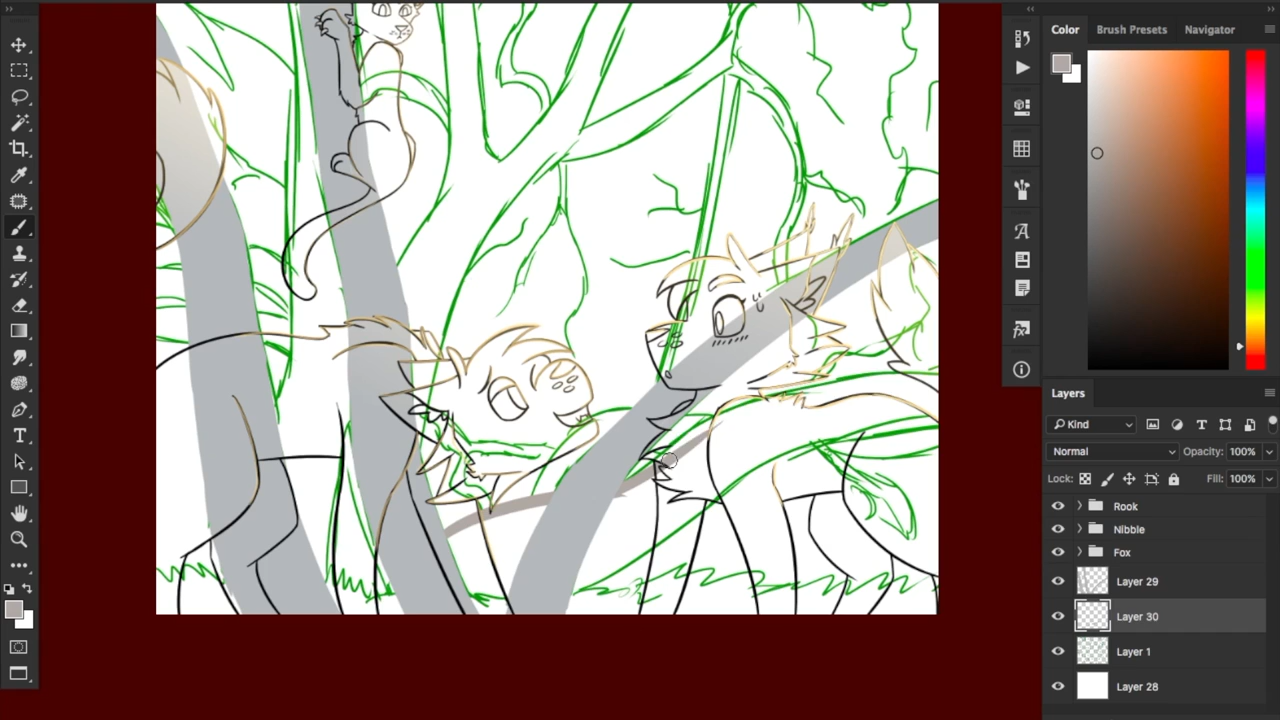 Color
Brush Presets
Navigator
Layers
Kind
Normal
Opacity: 100%
Lock:
Fill: 100%
Rook
Nibble
Fox
Layer 29
Layer 30
Layer 1
Layer 28